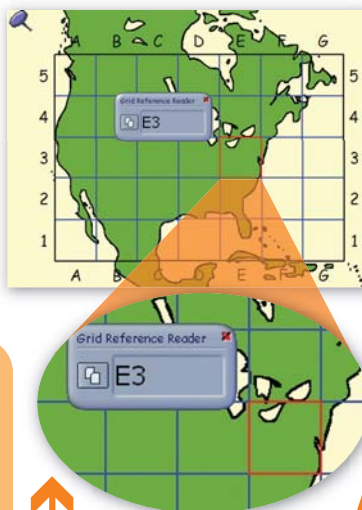 A B C D E F G
5 5
4 4
Grid Reference Reader
E3
3 3
2 2
1 1
A B C E G
Grid Reference Reader
E3